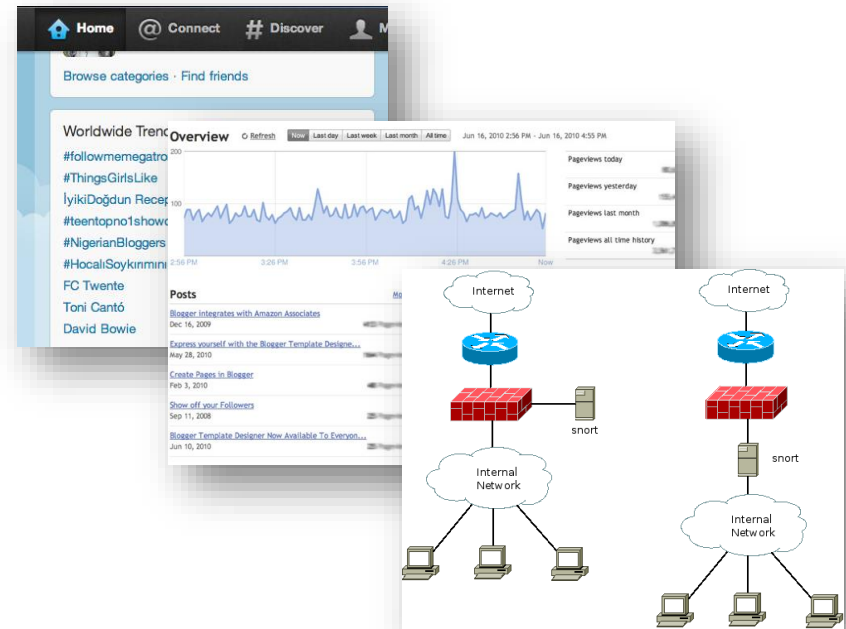 Home
Connect
Discover
M
Browse categories · Find friends
Worldwide Trend
#followmemegatro
#ThingsGirlsLike
İyikiDoğdun Recep
#teentopno1showc
#NigerianBloggers
#HocalıSoykırımını
FC Twente
Toni Cantó
David Bowie
Overview
Refresh
Now
Last day
Last week
Last month
All time
Jun 16, 2010 2:56 PM - Jun 16, 2010 4:55 PM
200
100
2:56 PM
3:26 PM
3:56 PM
4:26 PM
Now
Pageviews today
Pageviews yesterday
Pageviews last month
Pageviews all time history
Posts
Mo
Blogger integrates with Amazon Associates
Dec 16, 2009
Express yourself with the Blogger Template Designe...
May 28, 2010
Create Pages in Blogger
Feb 3, 2010
Show off your Followers
Sep 11, 2008
Blogger Template Designer Now Available To Everyon...
Jun 10, 2010
Internet
snort
Internal
Network
Internet
snort
Internal
Network